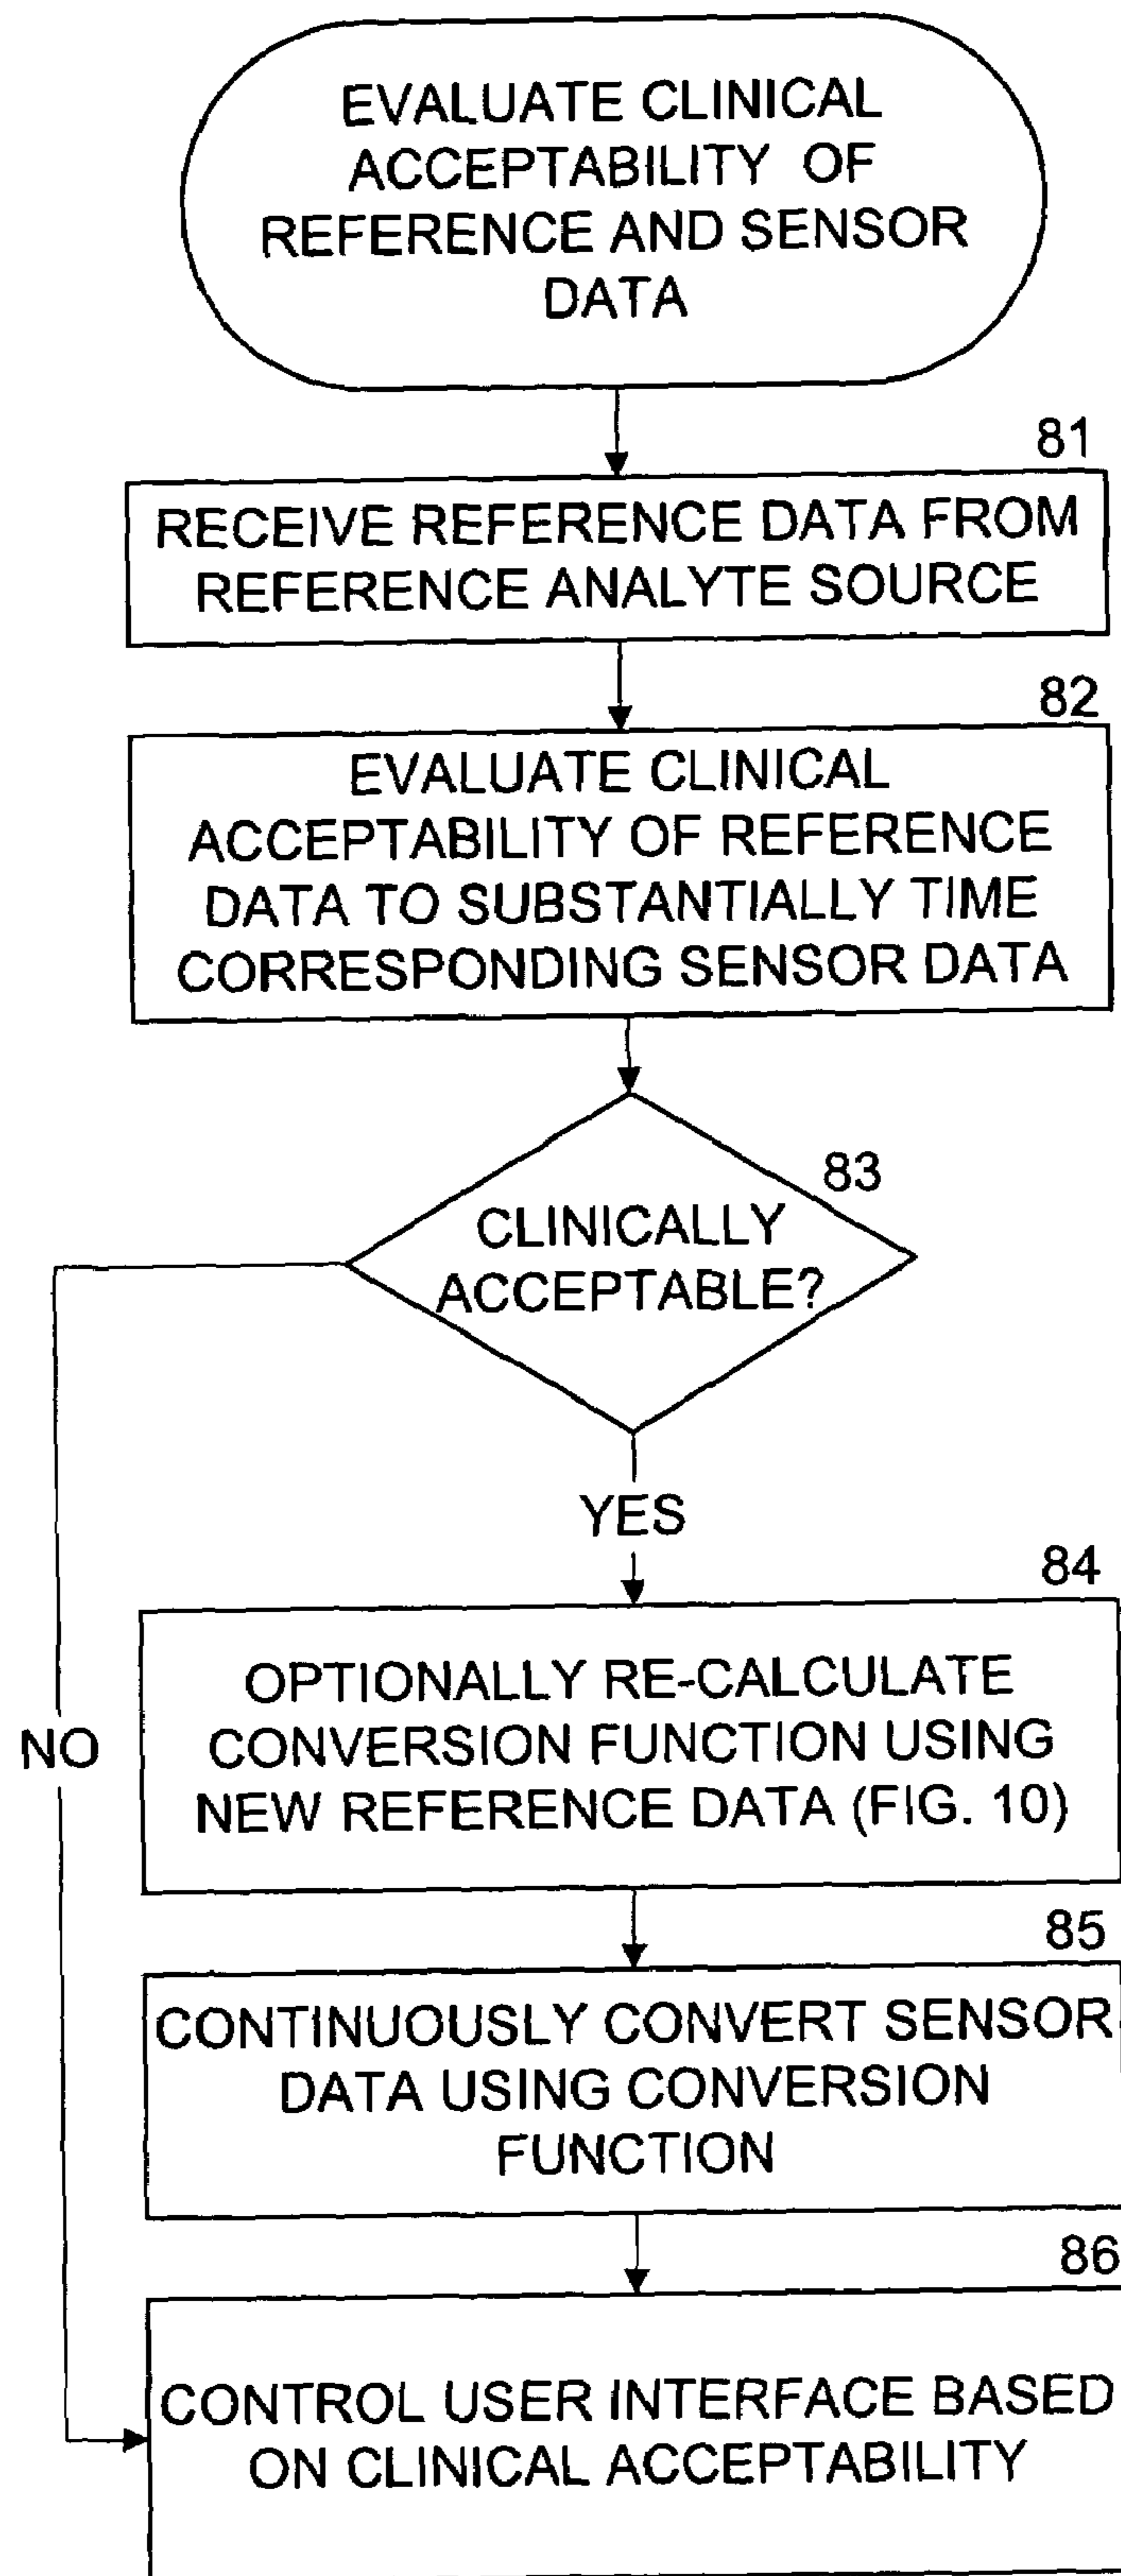 EVALUATE CLINICAL
ACCEPTABILITY OF
REFERENCE AND SENSOR
DATA
81
RECEIVE REFERENCE DATA FROM
REFERENCE ANALYTE SOURCE
82
EVALUATE CLINICAL
ACCEPTABILITY OF REFERENCE
DATA TO SUBSTANTIALLY TIME
CORRESPONDING SENSOR DATA
83
CLINICALLY
ACCEPTABLE?
YES
84
OPTIONALLY RE-CALCULATE
CONVERSION FUNCTION USING
NEW REFERENCE DATA (FIG. 10)
NO
85
CONTINUOUSLY CONVERT SENSOR
DATA USING CONVERSION
FUNCTION
86
CONTROL USER INTERFACE BASED
ON CLINICAL ACCEPTABILITY